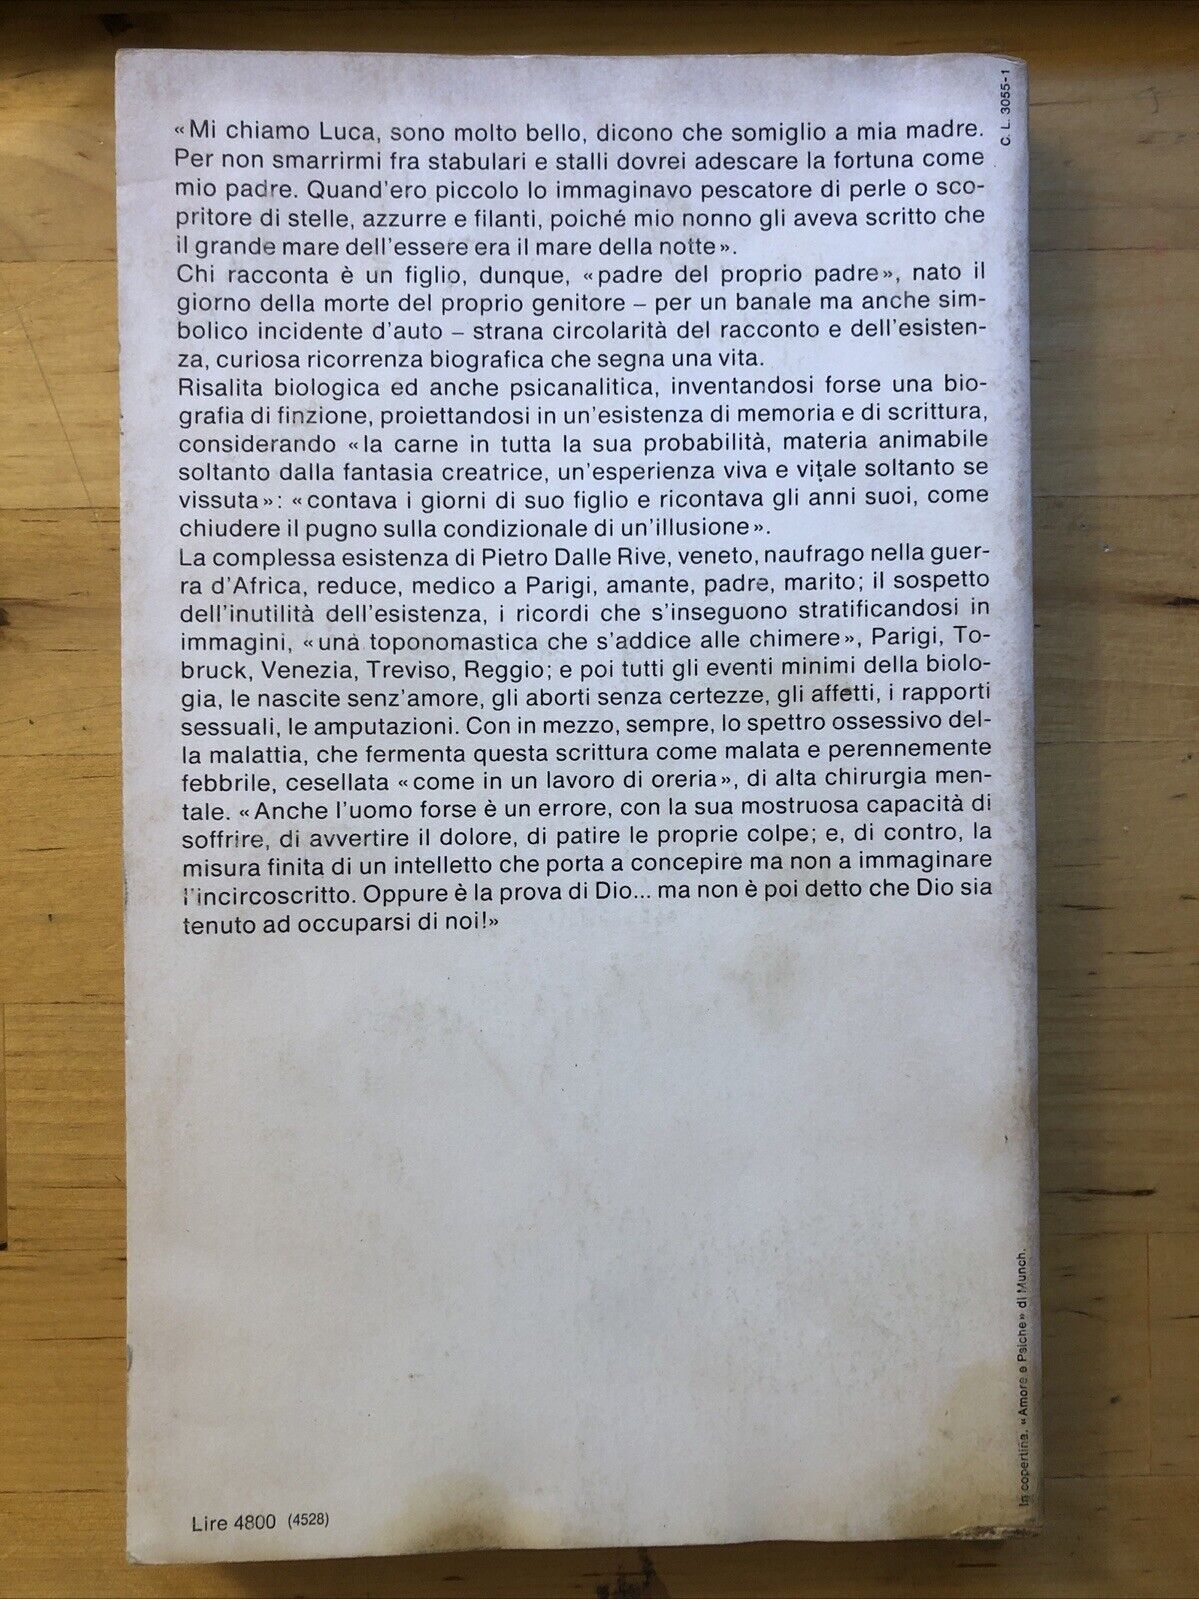 «Mi chiamo Luca, sono molto bello, dicono che somiglio a mia madre.
Per non smarrirmi fra stabulari e stalli dovrei adescare la fortuna come
mio padre. Quand'ero piccolo lo immaginavo pescatore di perle o sco-
pritore di stelle, azzurre e filanti, poiché mio nonno gli aveva scritto che
il grande mare dell'essere era il mare della notte».
Chi racconta è un figlio, dunque, «padre del proprio padre», nato il
giorno della morte del proprio genitore – per un banale ma anche sim-
bolico incidente d'auto – strana circolarità del racconto e dell'esisten-
za, curiosa ricorrenza biografica che segna una vita.
Risalita biologica ed anche psicanalitica, inventandosi forse una bio-
grafia di finzione, proiettandosi in un'esistenza di memoria e di scrittura,
considerando «la carne in tutta la sua probabilità, materia animabile
soltanto dalla fantasia creatrice, un'esperienza viva e vitale soltanto se
vissuta»: «contava i giorni di suo figlio e ricontava gli anni suoi, come
chiudere il pugno sulla condizionale di un'illusione».
La complessa esistenza di Pietro Dalle Rive, veneto, naufrago nella guer-
ra d'Africa, reduce, medico a Parigi, amante, padre, marito; il sospetto
dell'inutilità dell'esistenza, i ricordi che s'inseguono stratificandosi in
immagini, «una toponomastica che s'addice alle chimere», Parigi, To-
bruck, Venezia, Treviso, Reggio; e poi tutti gli eventi minimi della biolo-
gia, le nascite senz'amore, gli aborti senza certezze, gli affetti, i rapporti
sessuali, le amputazioni. Con in mezzo, sempre, lo spettro ossessivo del-
la malattia, che fermenta questa scrittura come malata e perennemente
febbrile, cesellata «come in un lavoro di oreria», di alta chirurgia men-
tale. «Anche l'uomo forse è un errore, con la sua mostruosa capacità di
soffrire, di avvertire il dolore, di patire le proprie colpe; e, di contro, la
misura finita di un intelletto che porta a concepire ma non a immaginare
l'incircoscritto. Oppure è la prova di Dio... ma non è poi detto che Dio sia
tenuto ad occuparsi di noi!»
Lire 4800 (4528)
C. L. 3055-1
In copertina. «Amore e Psiche» di Munch.